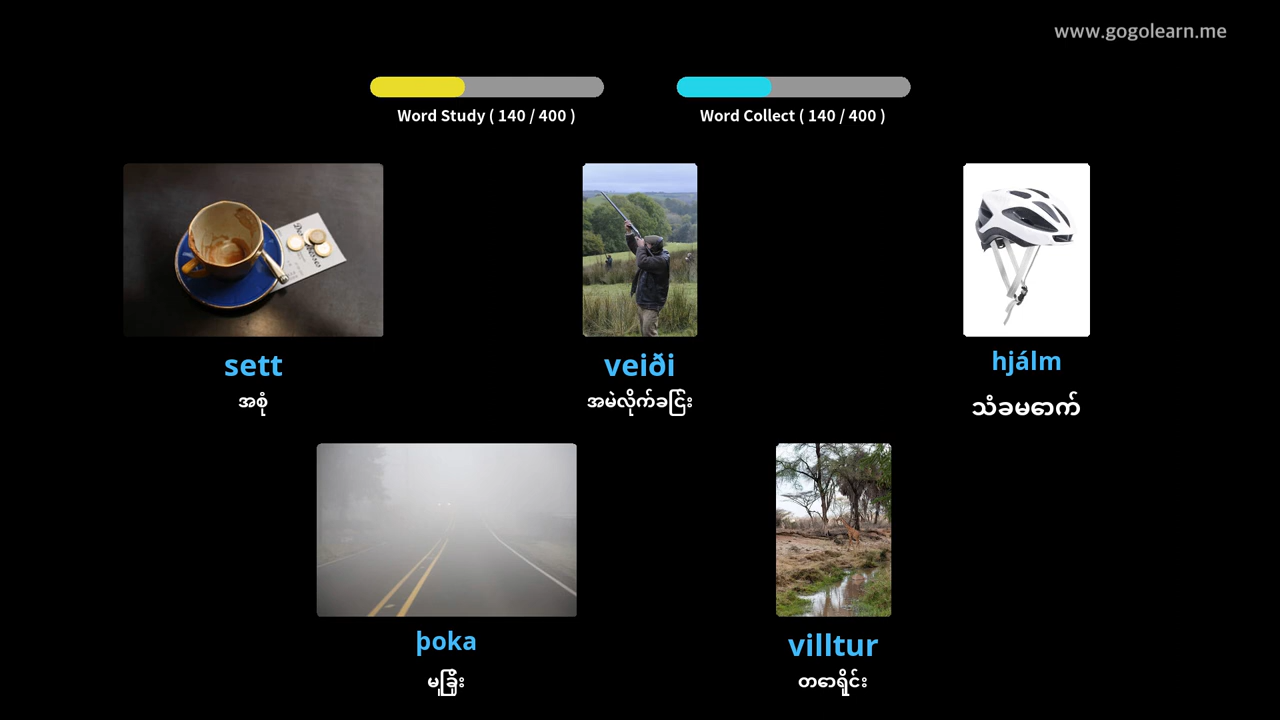 www.gogolearn.me
Word Study ( 140 / 400 )
Word Collect ( 140 / 400 )
sett
veiði
hjálm
အစုံ
အမဲလိုက်ခြင်း
သံခမောက်
þoka
villtur
မြူခိုး
တောရိုင်း